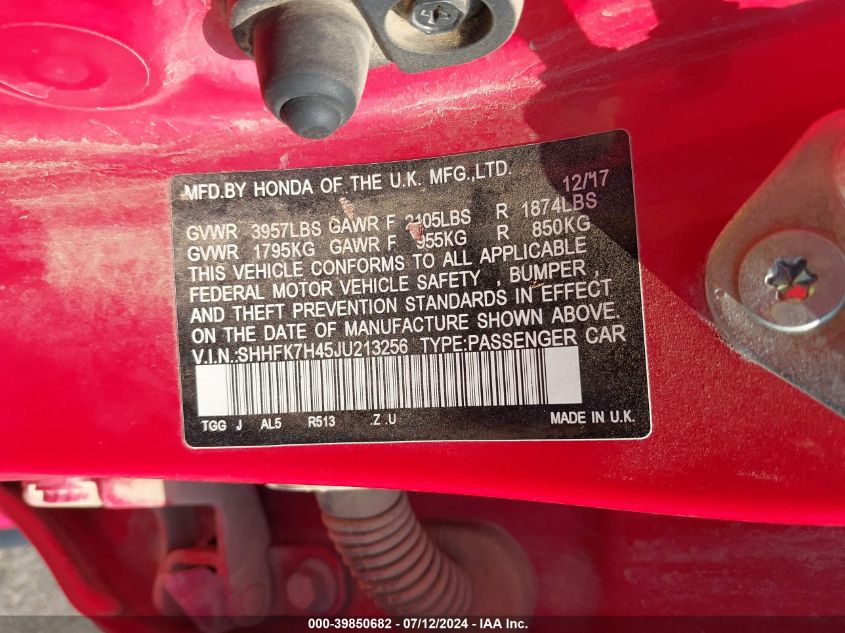 MFD.BY HONDA OF THE U.K. MFG.,LTD. 12/17
GVWR 3957LBS GAWR F 2105LBS R 1874LBS
GVWR 1795KG GAWR F 955KG R 850KG
THIS VEHICLE CONFORMS TO ALL APPLICABLE
FEDERAL MOTOR VEHICLE SAFETY , BUMPER ,
AND THEFT PREVENTION STANDARDS IN EFFECT
ON THE DATE OF MANUFACTURE SHOWN ABOVE.
V.I.N.:SHHFK7H45JU213256 TYPE:PASSENGER CAR
TGG J AL5 R513 .Z .U MADE IN U.K.
000-39850682 - 07/12/2024 - IAAI.com